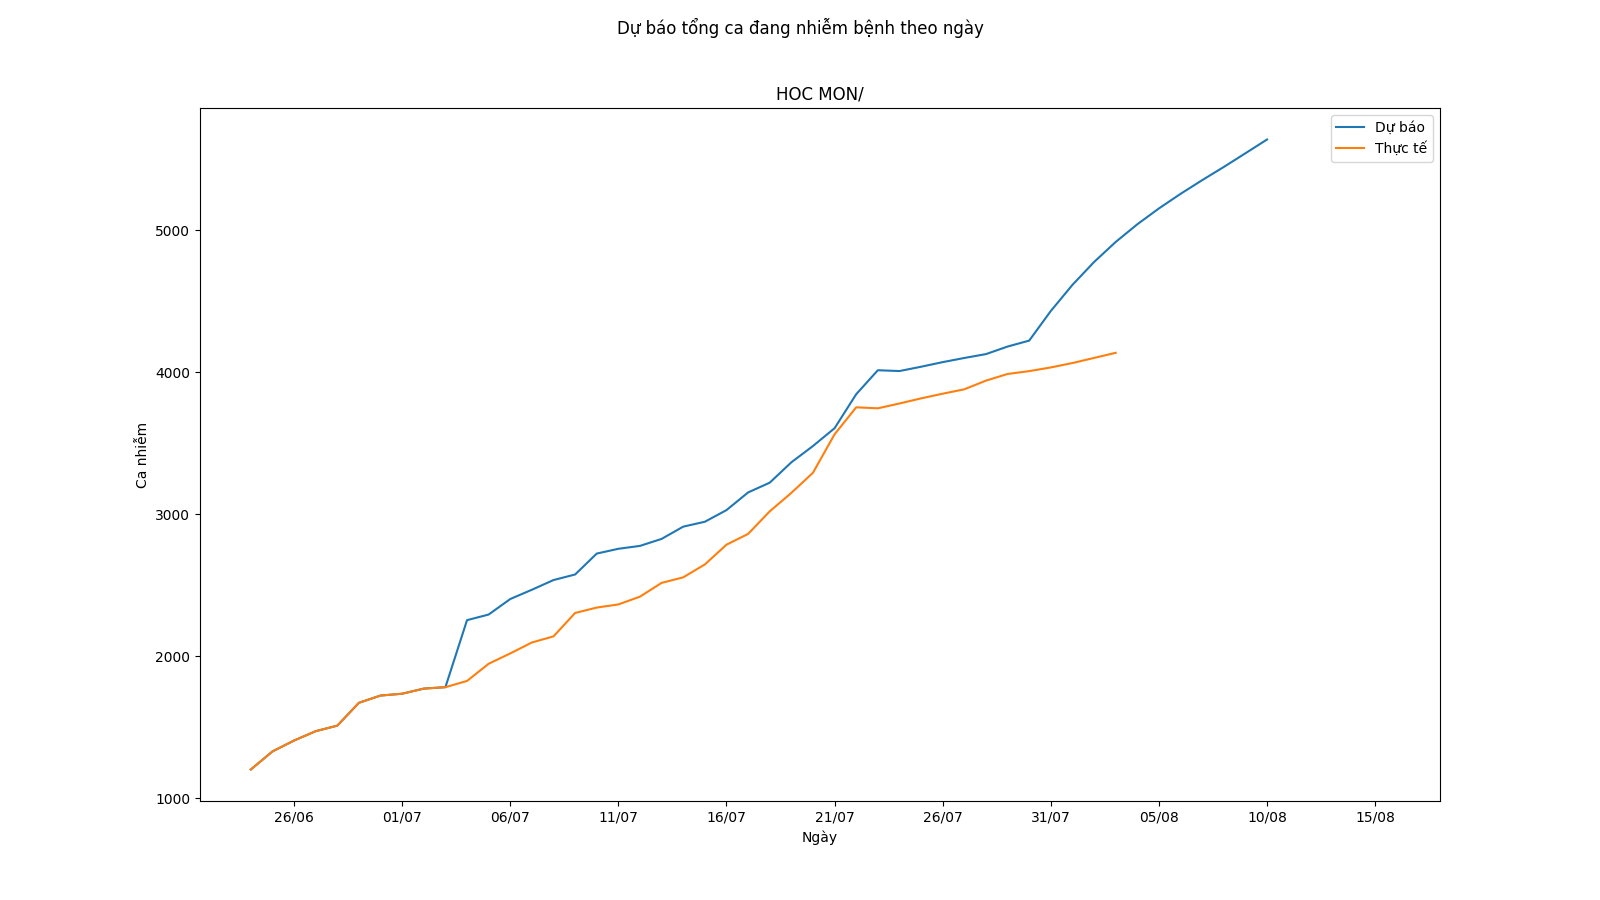 Dự báo tổng ca đang nhiễm bệnh theo ngày
HOC MON/
Dự báo
Thực tế
5000
4000
3000
2000
1000
Ca nhiễm
26/06 01/07 06/07 11/07 16/07 21/07 26/07 31/07 05/08 10/08 15/08
Ngày